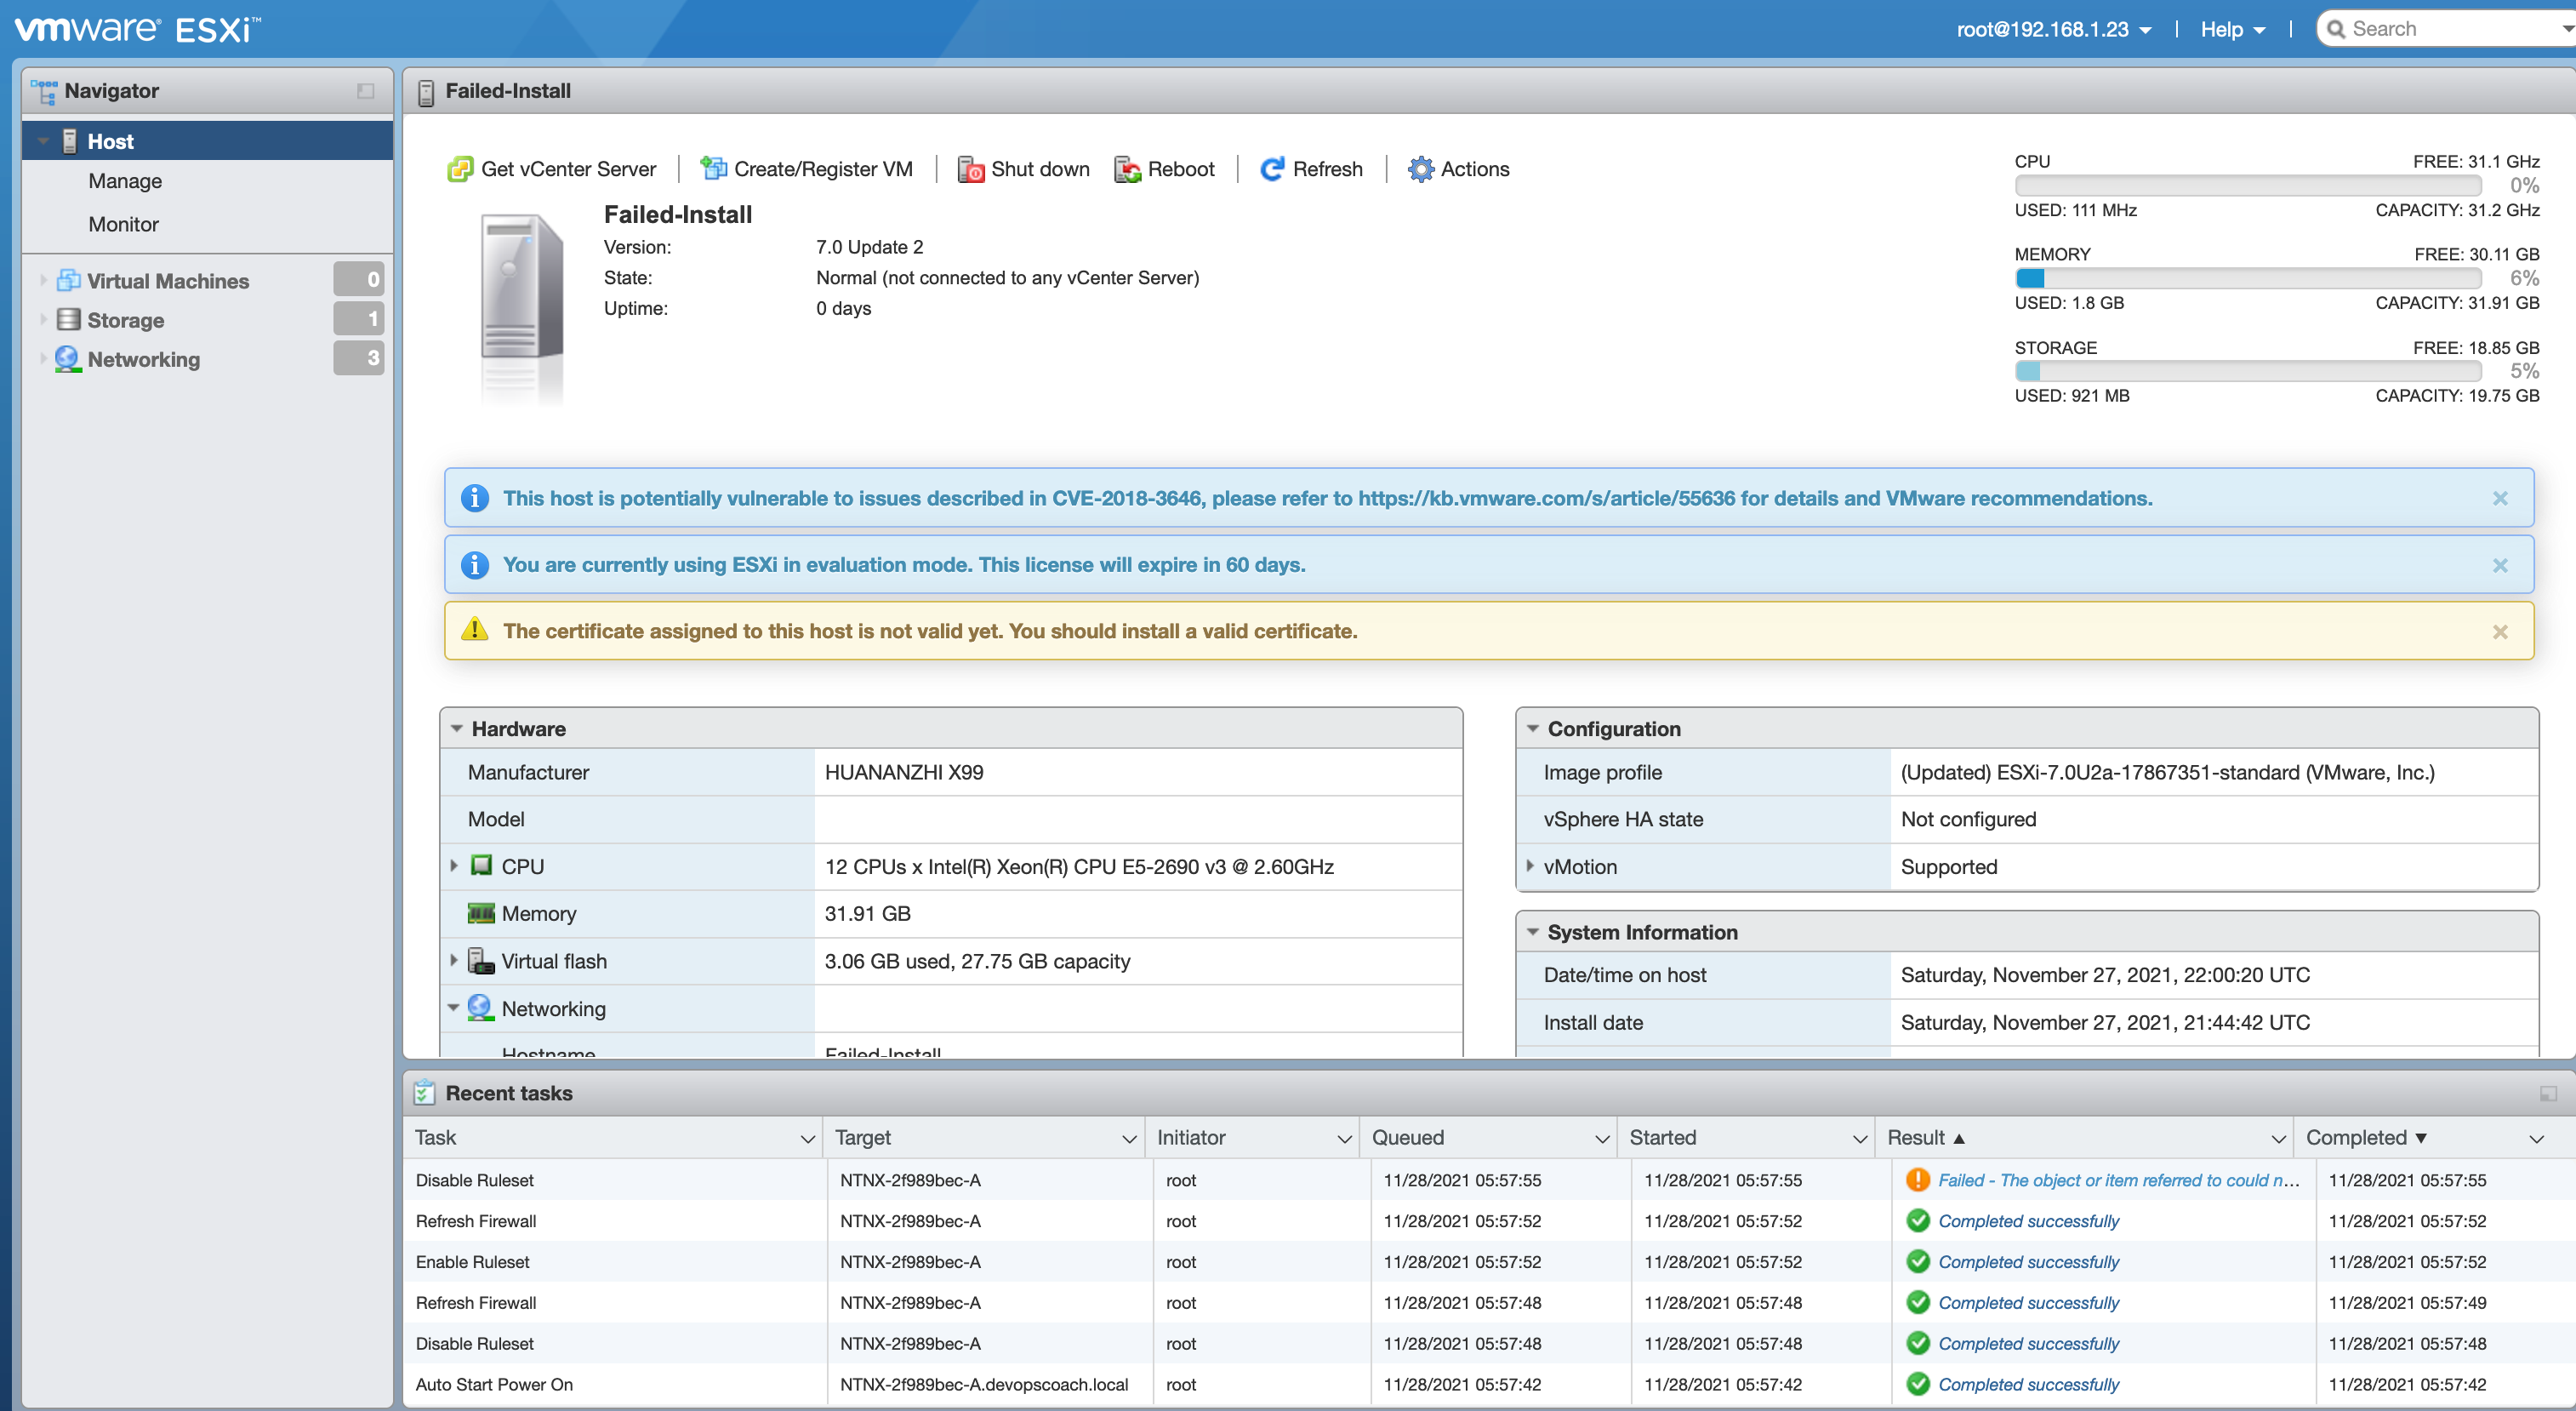 vmware® ESXi™
root@192.168.1.23 | Help | Search
Navigator
Host
Manage
Monitor
Virtual Machines 0
Storage 1
Networking 3
Failed-Install
Get vCenter Server | Create/Register VM | Shut down Reboot | Refresh | Actions
Failed-Install
Version: 7.0 Update 2
State: Normal (not connected to any vCenter Server)
Uptime: 0 days
CPU FREE: 31.1 GHz
0%
USED: 111 MHz CAPACITY: 31.2 GHz
MEMORY FREE: 30.11 GB
6%
USED: 1.8 GB CAPACITY: 31.91 GB
STORAGE FREE: 18.85 GB
5%
USED: 921 MB CAPACITY: 19.75 GB
This host is potentially vulnerable to issues described in CVE-2018-3646, please refer to https://kb.vmware.com/s/article/55636 for details and VMware recommendations.
You are currently using ESXi in evaluation mode. This license will expire in 60 days.
The certificate assigned to this host is not valid yet. You should install a valid certificate.
Hardware
Manufacturer HUANANZHI X99
Model
CPU 12 CPUs x Intel(R) Xeon(R) CPU E5-2690 v3 @ 2.60GHz
Memory 31.91 GB
Virtual flash 3.06 GB used, 27.75 GB capacity
Networking
Hostname Failed-Install
Configuration
Image profile (Updated) ESXi-7.0U2a-17867351-standard (VMware, Inc.)
vSphere HA state Not configured
vMotion Supported
System Information
Date/time on host Saturday, November 27, 2021, 22:00:20 UTC
Install date Saturday, November 27, 2021, 21:44:42 UTC
Recent tasks
Task Target Initiator Queued Started Result ▲ Completed ▼
Disable Ruleset NTNX-2f989bec-A root 11/28/2021 05:57:55 11/28/2021 05:57:55 Failed - The object or item referred to could n... 11/28/2021 05:57:55
Refresh Firewall NTNX-2f989bec-A root 11/28/2021 05:57:52 11/28/2021 05:57:52 Completed successfully 11/28/2021 05:57:52
Enable Ruleset NTNX-2f989bec-A root 11/28/2021 05:57:52 11/28/2021 05:57:52 Completed successfully 11/28/2021 05:57:52
Refresh Firewall NTNX-2f989bec-A root 11/28/2021 05:57:48 11/28/2021 05:57:48 Completed successfully 11/28/2021 05:57:49
Disable Ruleset NTNX-2f989bec-A root 11/28/2021 05:57:48 11/28/2021 05:57:48 Completed successfully 11/28/2021 05:57:48
Auto Start Power On NTNX-2f989bec-A.devopscoach.local root 11/28/2021 05:57:42 11/28/2021 05:57:42 Completed successfully 11/28/2021 05:57:42